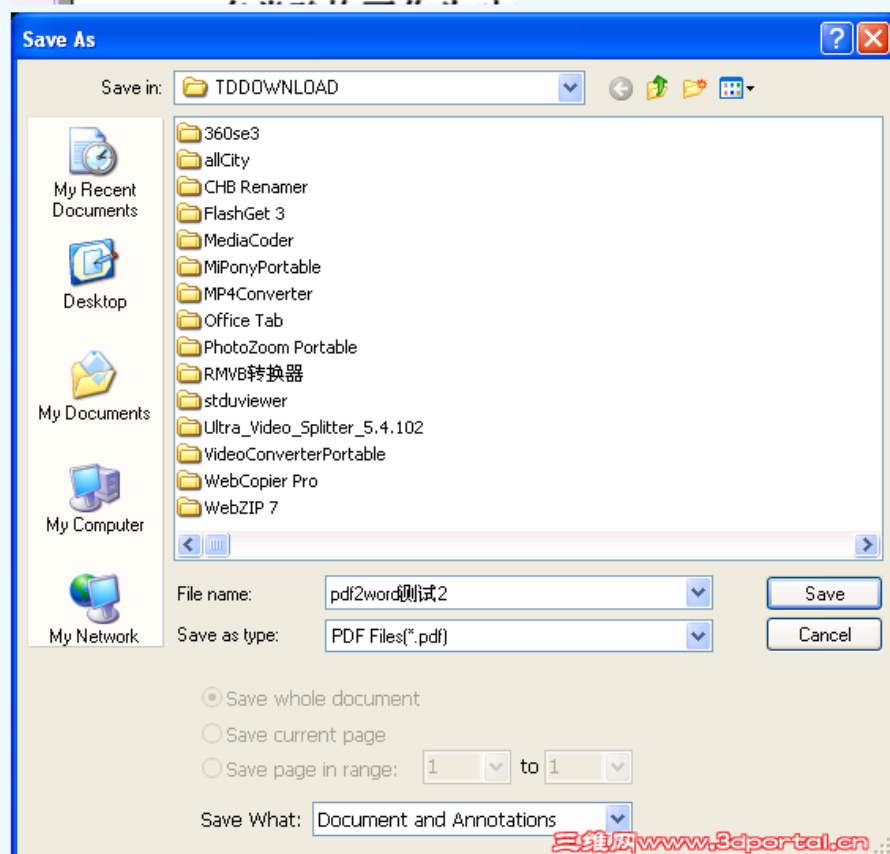 Save As
Save in: TDDOWNLOAD
My Recent Documents
Desktop
My Documents
My Computer
My Network
360se3
allCity
CHB Renamer
FlashGet 3
MediaCoder
MiPonyPortable
MP4Converter
Office Tab
PhotoZoom Portable
RMVB转换器
stduviewer
Ultra_Video_Splitter_5.4.102
VideoConverterPortable
WebCopier Pro
WebZIP 7
File name: pdf2word测试2 Save
Save as type: PDF Files(*.pdf) Cancel
Save whole document
Save current page
Save page in range: 1 to 1
Save What: Document and Annotations
三维网www.3dportal.cn